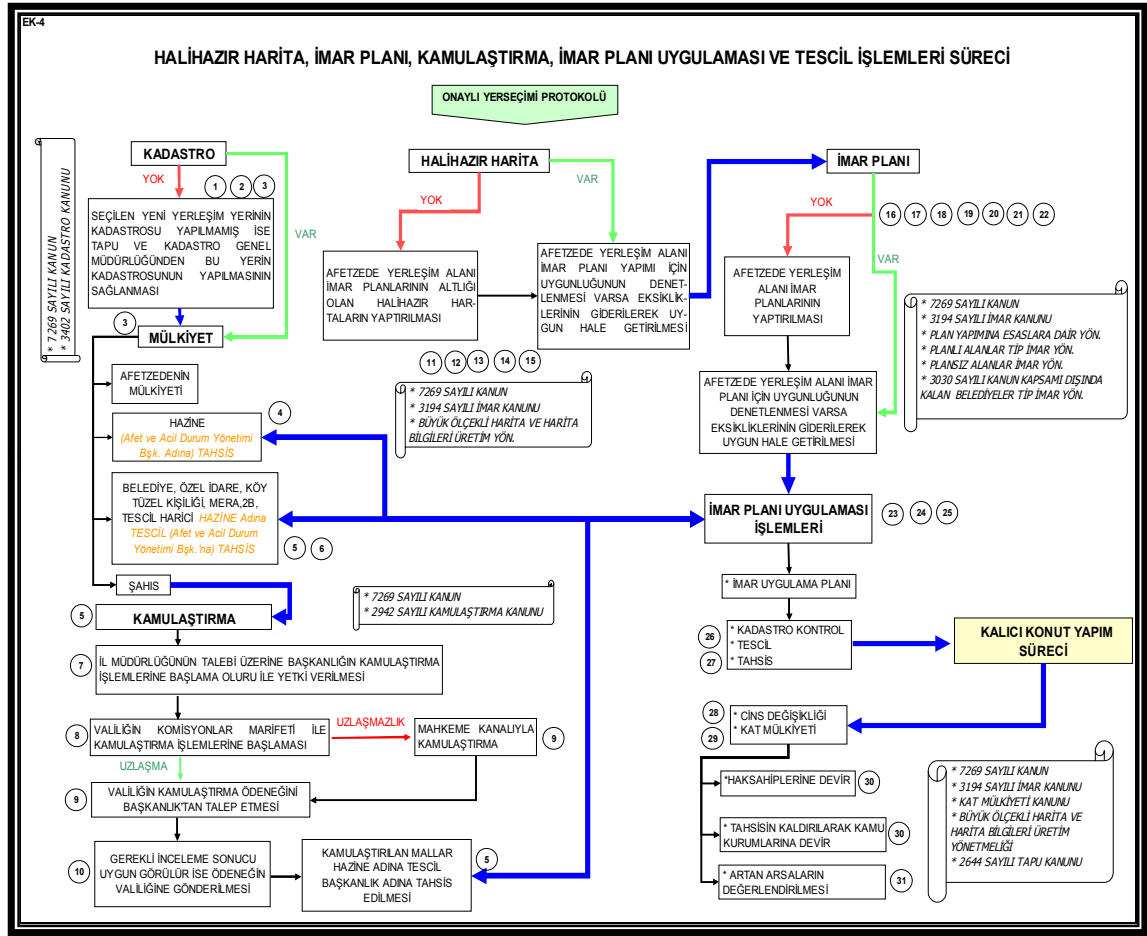 EK-4
HALİHAZIR HARİTA, İMAR PLANI, KAMULAŞTIRMA, İMAR PLANI UYGULAMASI VE TESCİL İŞLEMLERİ SÜRECİ
ONAYLI YERSEÇİMİ PROTOKOLÜ
* 7269 SAYILI KANUN
* 3402 SAYILI KADASTRO KANUNU
KADASTRO
YOK
1 2 3
VAR
SEÇİLEN YENİ YERLEŞİM YERİNİN
KADASTROSU YAPILMAMIŞ İSE
TAPU VE KADASTRO GENEL
MÜDÜRLÜĞÜNDEN BU YERİN
KADASTROSUNUN YAPILMASININ
SAĞLANMASI
3
MÜLKİYET
AFETZEDENİN
MÜLKİYETİ
HAZİNE
(Afet ve Acil Durum Yönetimi
Bşk. Adına) TAHSİS
4
BELEDİYE, ÖZEL İDARE, KÖY
TÜZEL KİŞİLİĞİ, MERA,2B,
TESCİL HARİCİ HAZİNE Adına
TESCİL (Afet ve Acil Durum
Yönetimi Bşk.'na) TAHSİS
5 6
ŞAHIS
5
KAMULAŞTIRMA
* 7269 SAYILI KANUN
* 2942 SAYILI KAMULAŞTIRMA KANUNU
7
İL MÜDÜRLÜĞÜNÜN TALEBİ ÜZERİNE BAŞKANLIĞIN KAMULAŞTIRMA
İŞLEMLERİNE BAŞLAMA OLURU İLE YETKİ VERİLMESİ
8
VALİLİĞİN KOMİSYONLAR MARİFETİ İLE
KAMULAŞTIRMA İŞLEMLERİNE BAŞLAMASI
UZLAŞMAZLIK
MAHKEME KANALIYLA
KAMULAŞTIRMA
9
UZLAŞMA
9
VALİLİĞİN KAMULAŞTIRMA ÖDENEĞİNİ
BAŞKANLIK'TAN TALEP ETMESİ
10
GEREKLİ İNCELEME SONUCU
UYGUN GÖRÜLÜR İSE ÖDENEĞİN
VALİLİĞİNE GÖNDERİLMESİ
KAMULAŞTIRILAN MALLAR
HAZİNE ADINA TESCİL
BAŞKANLIK ADINA TAHSİS
EDİLMESİ
5
HALİHAZIR HARİTA
YOK
VAR
AFETZEDE YERLEŞİM ALANI
İMAR PLANLARININ ALTLIĞI
OLAN HALİHAZIR HAR-
TALARIN YAPTIRILMASI
AFETZEDE YERLEŞİM ALANI
İMAR PLANI YAPIMI İÇİN
UYGUNLUĞUNUN DENET-
LENMESİ VARSA EKSİKLİK-
LERİNİN GİDERİLEREK UY-
GUN HALE GETİRİLMESİ
11 12 13 14 15
* 7269 SAYILI KANUN
* 3194 SAYILI İMAR KANUNU
* BÜYÜK ÖLÇEKLİ HARİTA VE HARİTA
BİLGİLERİ ÜRETİM YÖN.
İMAR PLANI
YOK
16 17 18 19 20 21 22
VAR
AFETZEDE YERLEŞİM
ALANI İMAR
PLANLARININ
YAPTIRILMASI
* 7269 SAYILI KANUN
* 3194 SAYILI İMAR KANUNU
* PLAN YAPIMINA ESASLARA DAİR YÖN.
* PLANLI ALANLAR TİP İMAR YÖN.
* PLANSIZ ALANLAR İMAR YÖN.
* 3030 SAYILI KANUN KAPSAMI DIŞINDA
KALAN BELEDİYELER TİP İMAR YÖN.
AFETZEDE YERLEŞİM ALANI İMAR
PLANI İÇİN UYGUNLUĞUNUN
DENETLENMESİ VARSA
EKSİKLİKLERİNİN GİDERİLEREK
UYGUN HALE GETİRİLMESİ
İMAR PLANI UYGULAMASI
İŞLEMLERİ
23 24 25
* İMAR UYGULAMA PLANI
26
27
* KADASTRO KONTROL
* TESCİL
* TAHSİS
KALICI KONUT YAPIM
SÜRECİ
28
29
* CİNS DEĞİŞİKLİĞİ
* KAT MÜLKİYETİ
*HAKSAHİPLERİNE DEVİR
30
* TAHSİSİN KALDIRILARAK KAMU
KURUMLARINA DEVİR
30
* ARTAN ARSALARIN
DEĞERLENDİRİLMESİ
31
* 7269 SAYILI KANUN
* 3194 SAYILI İMAR KANUNU
* KAT MÜLKİYETİ KANUNU
* BÜYÜK ÖLÇEKLİ HARİTA VE
HARİTA BİLGİLERİ ÜRETİM
YÖNETMELİĞİ
* 2644 SAYILI TAPU KANUNU